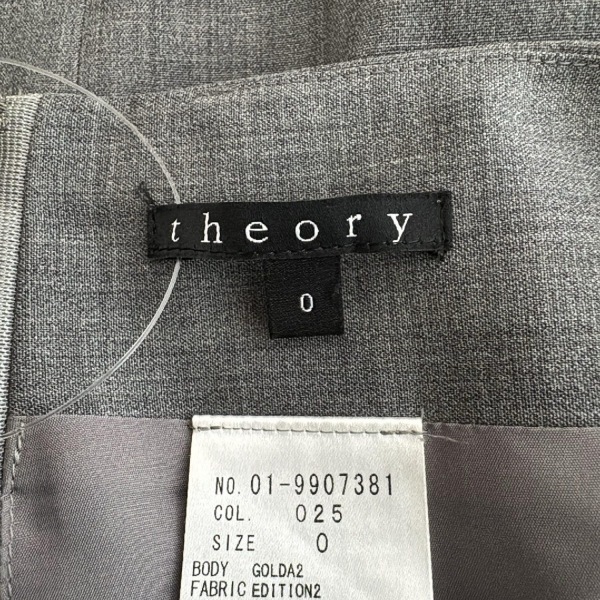 theory
0
NO. 01-9907381
COL. 025
SIZE 0
BODY GOLDA2
FABRIC EDITION2